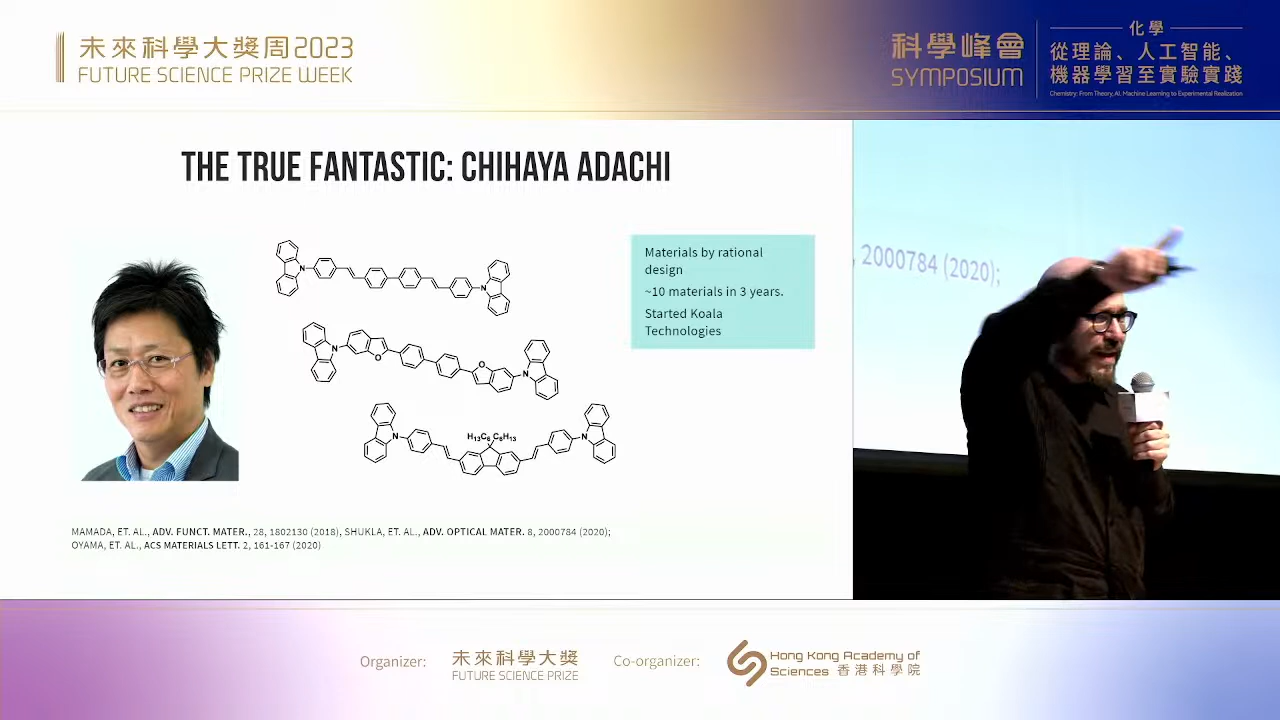 未來科學大獎周2023
FUTURE SCIENCE PRIZE WEEK
科學峰會
SYMPOSIUM
化學
從理論、人工智能、
機器學習至實驗實踐
Chemistry: From Theory, AI, Machine Learning to Experimental Realization
THE TRUE FANTASTIC: CHIHAYA ADACHI
N
N
N
O
O
N
N
H13C6 C6H13
N
Materials by rational
design
~10 materials in 3 years.
Started Koala
Technologies
, 2000784 (2020);
MAMADA, ET. AL., ADV. FUNCT. MATER., 28, 1802130 (2018), SHUKLA, ET. AL., ADV. OPTICAL MATER. 8, 2000784 (2020);
OYAMA, ET. AL., ACS MATERIALS LETT. 2, 161-167 (2020)
Organizer:
未來科學大獎
FUTURE SCIENCE PRIZE
Co-organizer:
Hong Kong Academy of
Sciences 香港科學院